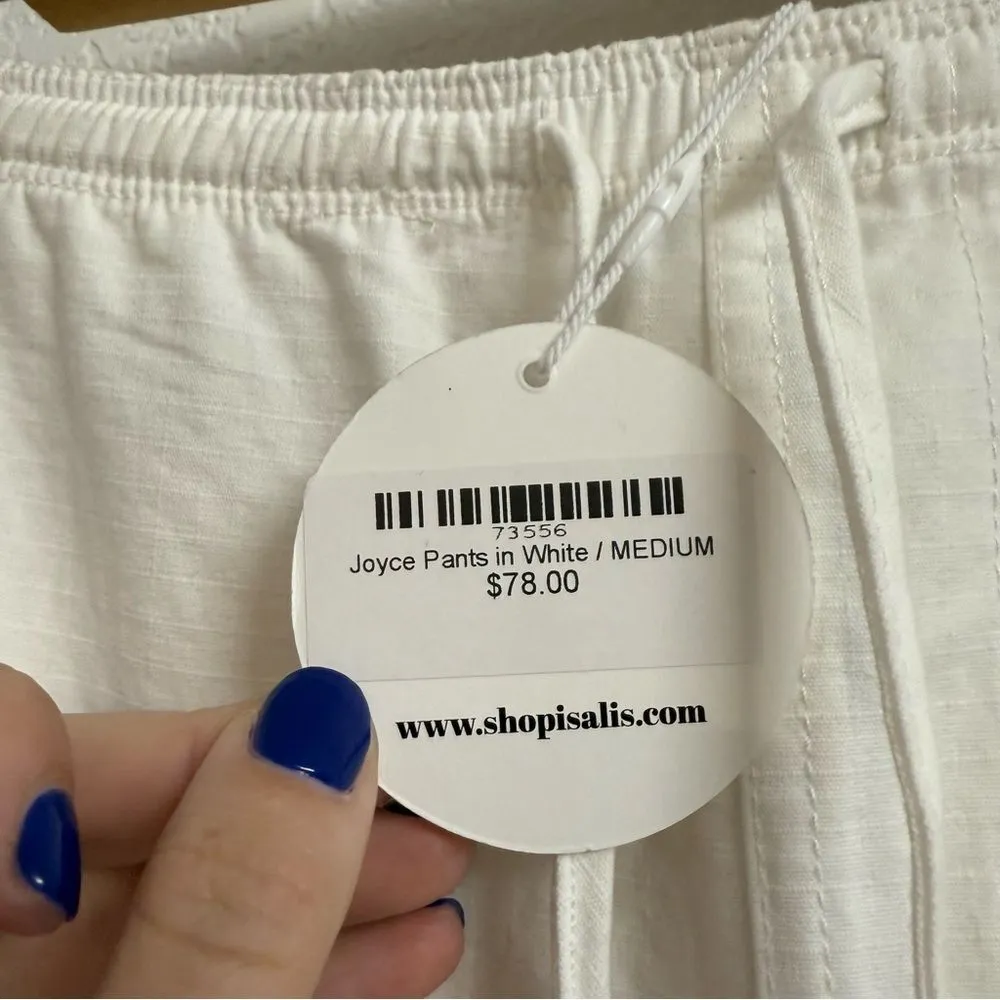 73556
Joyce Pants in White / MEDIUM
$78.00
www.shopisalis.com